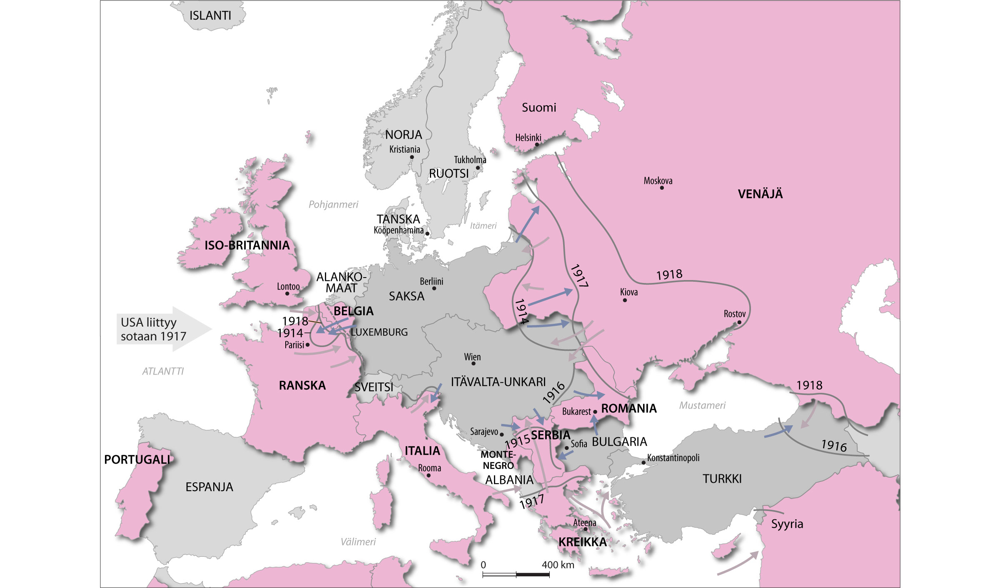 ISLANTI
Suomi
NORJA
Kristiania
Helsinki
Tukholma
RUOTSI
Moskova
VENÄJÄ
Pohjanmeri
TANSKA
Kööpenhamina
Itämeri
ISO-BRITANNIA
ALANKO-
MAAT
Lontoo
Berliini
SAKSA
1917
1918
Kiova
1914
Rostov
BELGIA
USA liittyy
sotaan 1917
1918
1914
LUXEMBURG
Pariisi
Wien
ATLANTTI
RANSKA
SVEITSI
ITÄVALTA-UNKARI
1916
1918
Mustameri
Bukarest
ROMANIA
Sarajevo
SERBIA
1915
Sofia
BULGARIA
1916
ITALIA
MONTE-
NEGRO
PORTUGALI
Konstantinopoli
Rooma
ALBANIA
TURKKI
ESPANJA
1917
Ateena
Syyria
Välimeri
KREIKKA
0
400 km